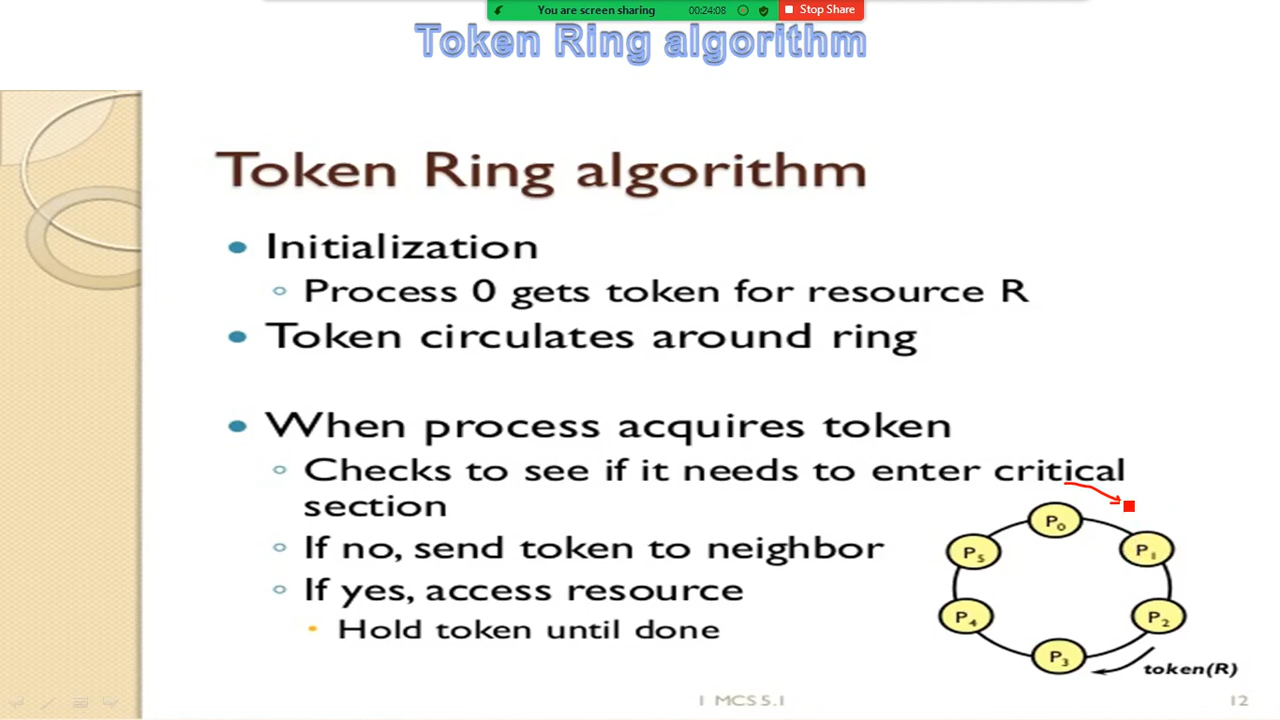 You are screen sharing 00:24:08 Stop Share
Token Ring algorithm
Token Ring algorithm
Initialization
Process 0 gets token for resource R
Token circulates around ring
When process acquires token
Checks to see if it needs to enter critical
section
If no, send token to neighbor
If yes, access resource
Hold token until done
P0
P5
P1
P4
P2
P3
token(R)
1 MCS 5.1
12